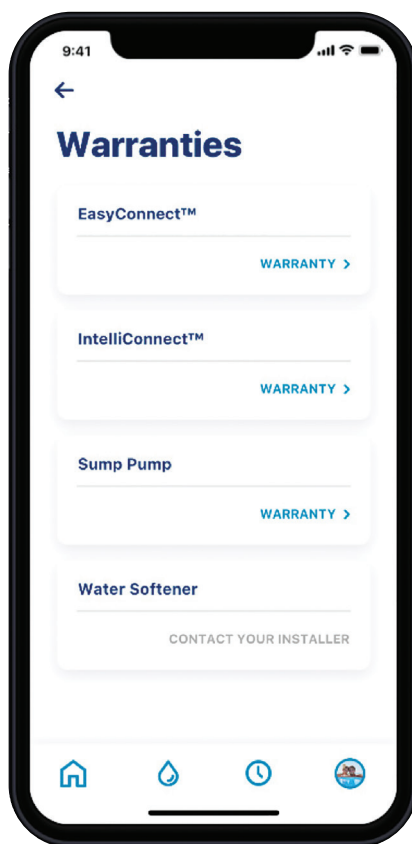 9:41
Warranties
EasyConnect™
WARRANTY >
IntelliConnect™
WARRANTY >
Sump Pump
WARRANTY >
Water Softener
CONTACT YOUR INSTALLER